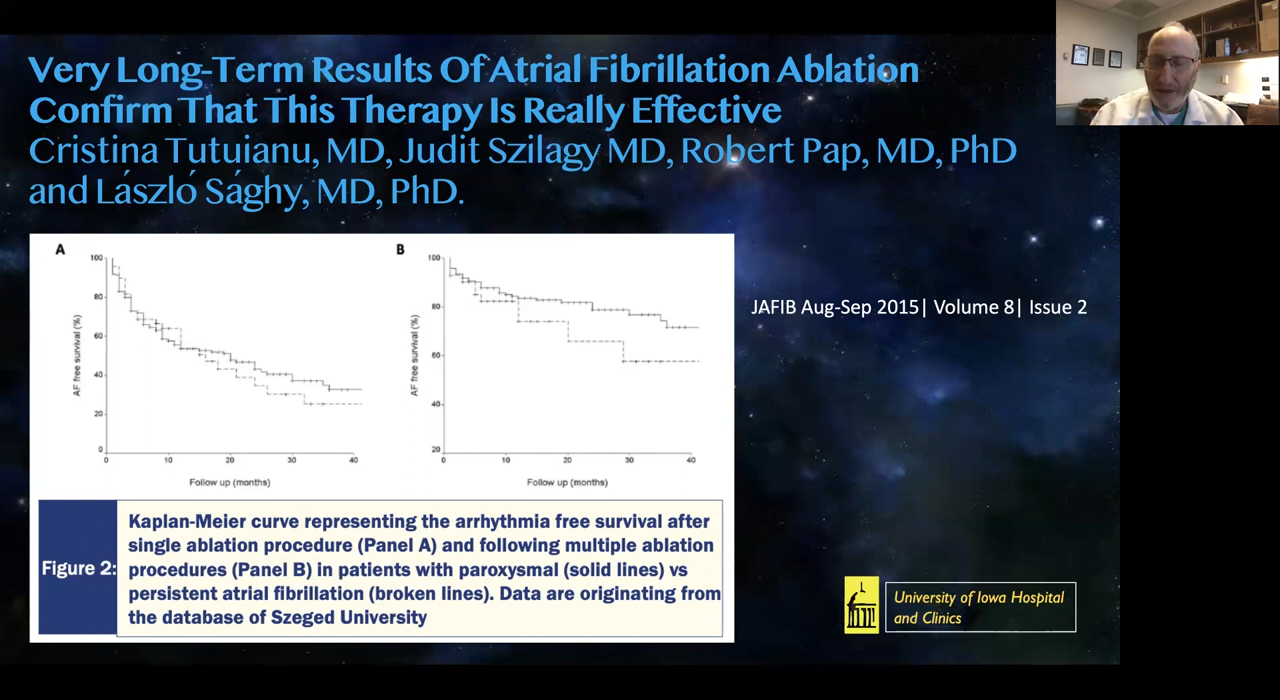 Very Long-Term Results Of Atrial Fibrillation Ablation
Confirm That This Therapy Is Really Effective
Cristina Tutuianu, MD, Judit Szilagy MD, Robert Pap, MD, PhD
and László Sághy, MD, PhD.
A
100
80
60
40
20
0
AF free survival (%)
0 10 20 30 40
Follow up (months)
B
100
80
60
40
20
AF free survival (%)
0 10 20 30 40
Follow up (months)
JAFIB Aug-Sep 2015| Volume 8| Issue 2
Figure 2:
Kaplan-Meier curve representing the arrhythmia free survival after
single ablation procedure (Panel A) and following multiple ablation
procedures (Panel B) in patients with paroxysmal (solid lines) vs
persistent atrial fibrillation (broken lines). Data are originating from
the database of Szeged University
University of Iowa Hospital
and Clinics